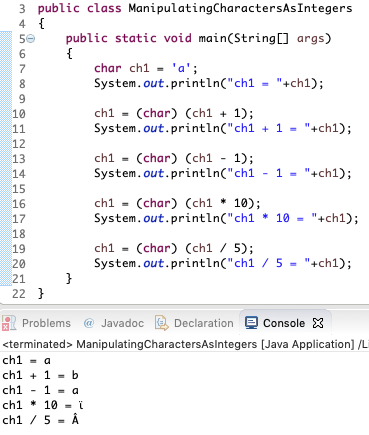 3 public class ManipulatingCharactersAsIntegers
4 {
5 public static void main(String[] args)
6 {
7 char ch1 = 'a';
8 System.out.println("ch1 = "+ch1);
9
10 ch1 = (char) (ch1 + 1);
11 System.out.println("ch1 + 1 = "+ch1);
12
13 ch1 = (char) (ch1 - 1);
14 System.out.println("ch1 - 1 = "+ch1);
15
16 ch1 = (char) (ch1 * 10);
17 System.out.println("ch1 * 10 = "+ch1);
18
19 ch1 = (char) (ch1 / 5);
20 System.out.println("ch1 / 5 = "+ch1);
21 }
22 }
Problems @ Javadoc Declaration Console
<terminated> ManipulatingCharactersAsIntegers [Java Application] /Li
ch1 = a
ch1 + 1 = b
ch1 - 1 = a
ch1 * 10 = ϊ
ch1 / 5 = Â